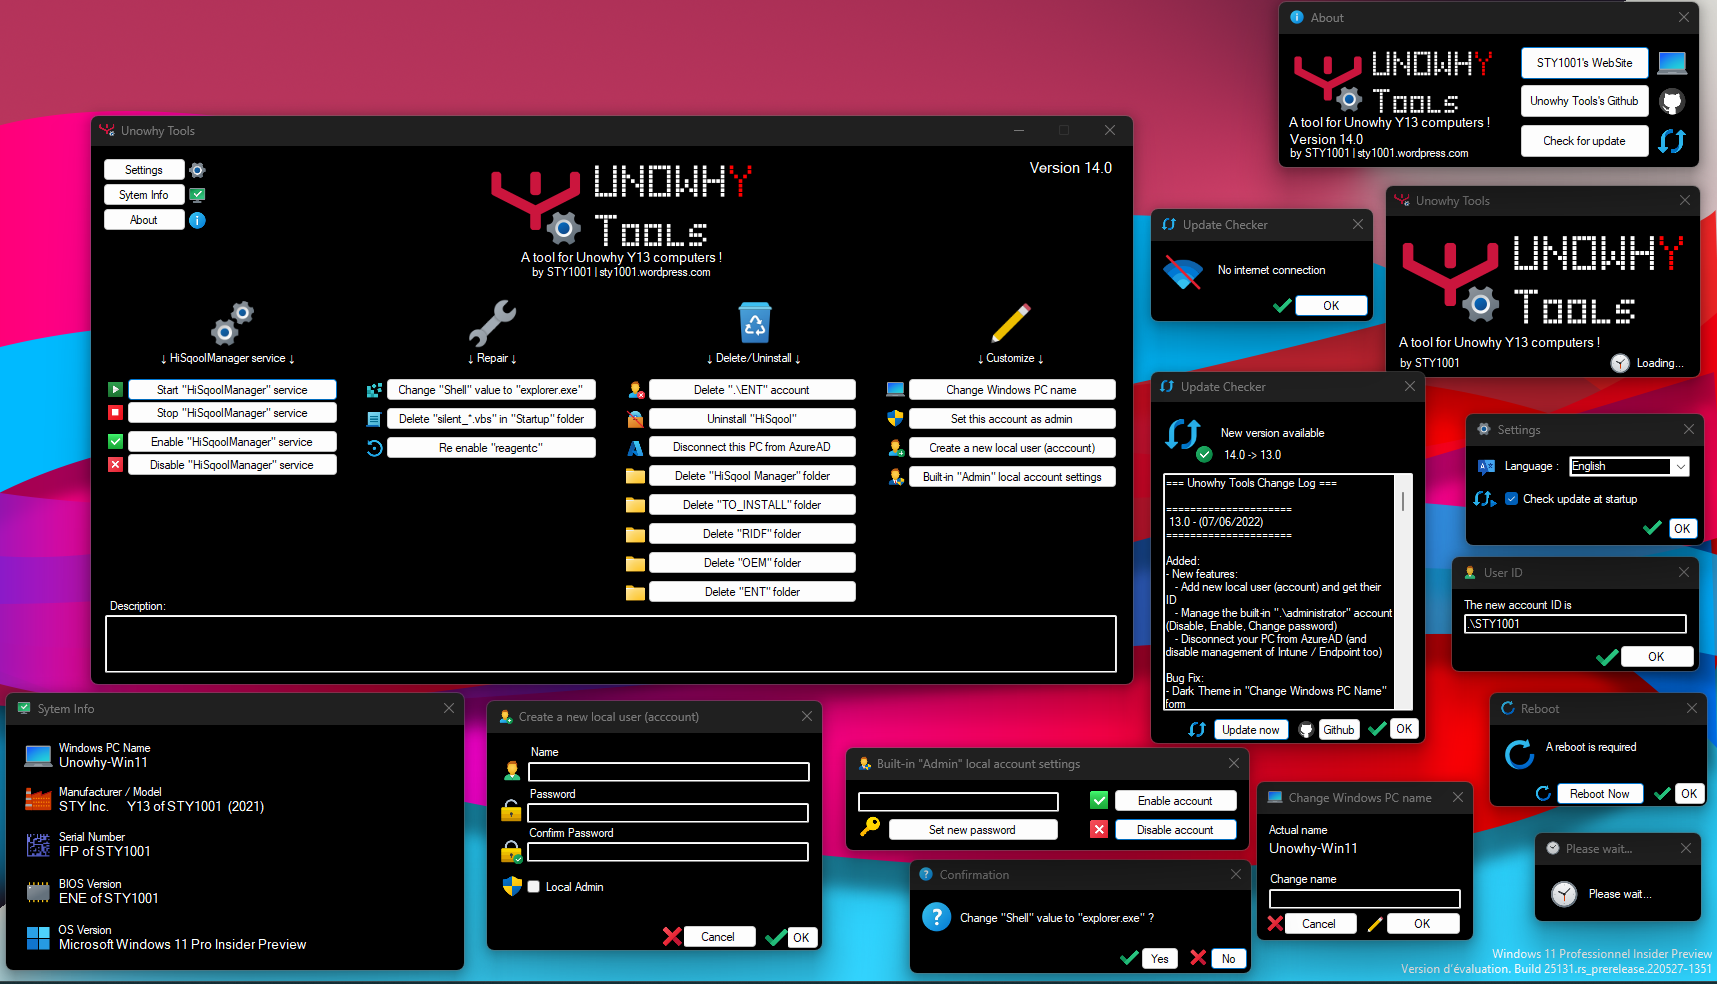 Unowhy Tools
Settings
Sytem Info
About
UNOWHY
Tools
A tool for Unowhy Y13 computers !
by STY1001 | sty1001.wordpress.com
Version 14.0
↓ HiSqoolManager service ↓
Start "HiSqoolManager" service
Stop "HiSqoolManager" service
Enable "HiSqoolManager" service
Disable "HiSqoolManager" service
↓ Repair ↓
Change "Shell" value to "explorer.exe"
Delete "silent_*.vbs" in "Startup" folder
Re enable "reagentc"
↓ Delete/Uninstall ↓
Delete ".\ENT" account
Uninstall "HiSqool"
Disconnect this PC from AzureAD
Delete "HiSqool Manager" folder
Delete "TO_INSTALL" folder
Delete "RIDF" folder
Delete "OEM" folder
Delete "ENT" folder
↓ Customize ↓
Change Windows PC name
Set this account as admin
Create a new local user (acccount)
Built-in "Admin" local account settings
Description:
About
UNOWHY
Tools
A tool for Unowhy Y13 computers !
Version 14.0
by STY1001 | sty1001.wordpress.com
STY1001's WebSite
Unowhy Tools's Github
Check for update
Update Checker
No internet connection
OK
Unowhy Tools
UNOWHY
Tools
A tool for Unowhy Y13 computers !
by STY1001
Loading...
Update Checker
New version available
14.0 -> 13.0
=== Unowhy Tools Change Log ===
=====================
13.0 - (07/06/2022)
=====================
Added:
- New features:
- Add new local user (account) and get their
ID
- Manage the built-in ".\administrator" account
(Disable, Enable, Change password)
- Disconnect your PC from AzureAD (and
disable management of Intune / Endpoint too)
Bug Fix:
- Dark Theme in "Change Windows PC Name"
form
Update now
Github
OK
Settings
Language :
English
Check update at startup
OK
User ID
The new account ID is
.\STY1001
OK
Sytem Info
Windows PC Name
Unowhy-Win11
Manufacturer / Model
STY Inc. Y13 of STY1001 (2021)
Serial Number
IFP of STY1001
BIOS Version
ENE of STY1001
OS Version
Microsoft Windows 11 Pro Insider Preview
Create a new local user (acccount)
Name
Password
Confirm Password
Local Admin
Cancel
OK
Built-in "Admin" local account settings
Set new password
Enable account
Disable account
Confirmation
Change "Shell" value to "explorer.exe" ?
Yes
No
Change Windows PC name
Actual name
Unowhy-Win11
Change name
Cancel
OK
Reboot
A reboot is required
Reboot Now
OK
Please wait...
Please wait...
Windows 11 Professionnel Insider Preview
Version d'évaluation. Build 25131.rs_prerelease.220527-1351